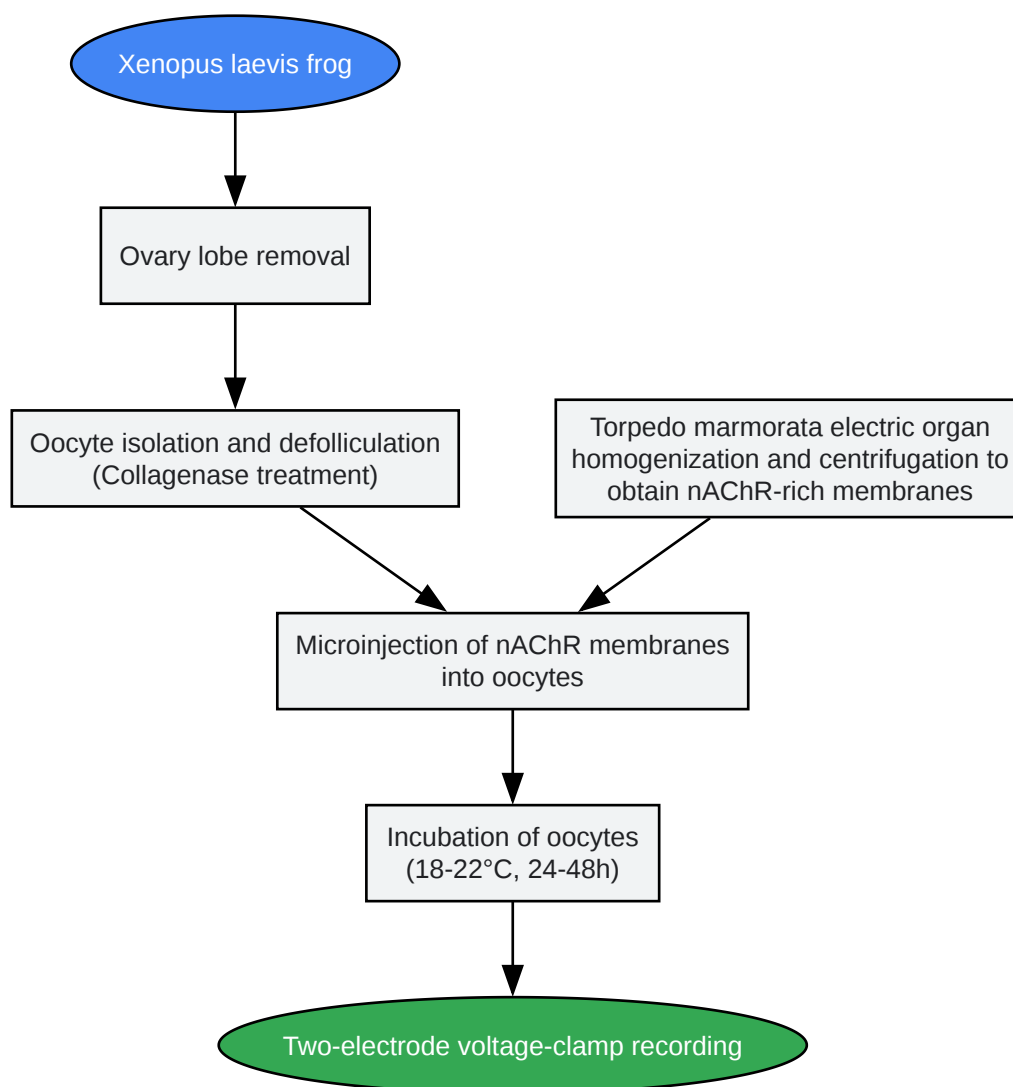 Xenopus laevis frog
Ovary lobe removal
Oocyte isolation and defolliculation
(Collagenase treatment)
Torpedo marmorata electric organ
homogenization and centrifugation to
obtain nAChR-rich membranes
Microinjection of nAChR membranes
into oocytes
Incubation of oocytes
(18-22°C, 24-48h)
Two-electrode voltage-clamp recording